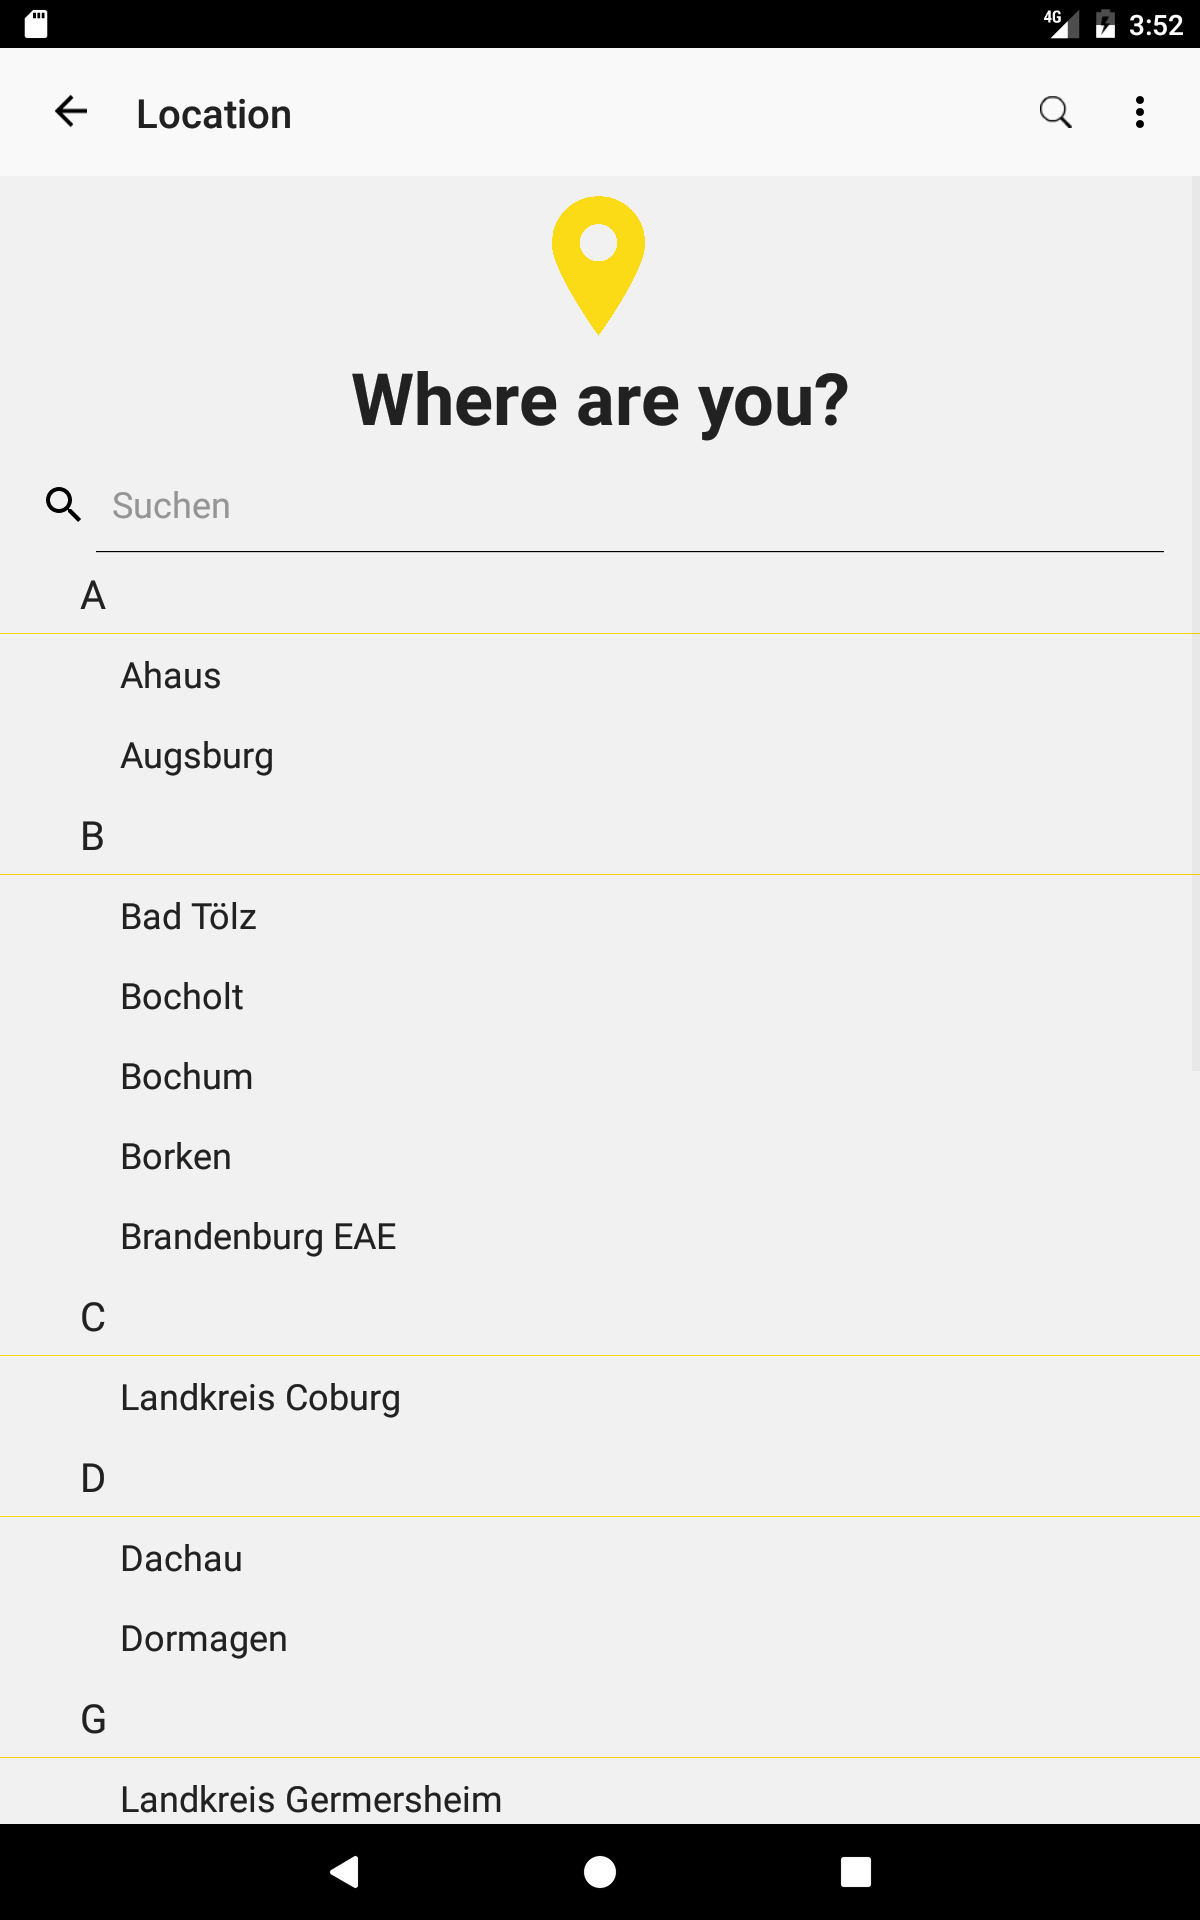 4G 3:52
Location
Where are you?
Suchen
A
Ahaus
Augsburg
B
Bad Tölz
Bocholt
Bochum
Borken
Brandenburg EAE
C
Landkreis Coburg
D
Dachau
Dormagen
G
Landkreis Germersheim